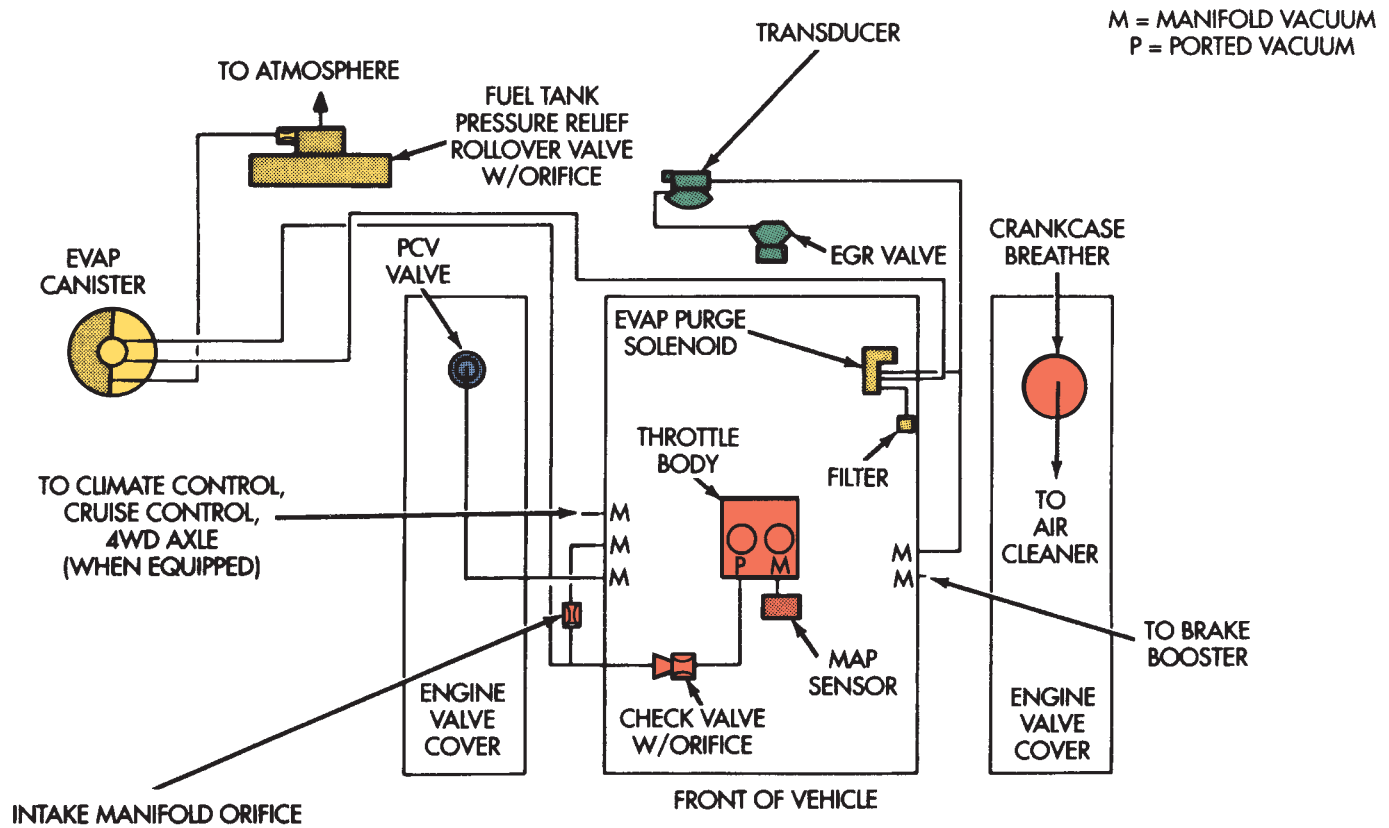 M = MANIFOLD VACUUM
P = PORTED VACUUM
TRANSDUCER
TO ATMOSPHERE
FUEL TANK
PRESSURE RELIEF
ROLLOVER VALVE
W/ORIFICE
EVAP
CANISTER
PCV
VALVE
EGR VALVE
CRANKCASE
BREATHER
EVAP PURGE
SOLENOID
FILTER
THROTTLE
BODY
TO CLIMATE CONTROL,
CRUISE CONTROL,
4WD AXLE
(WHEN EQUIPPED)
M
M
M
P M
M
M
TO
AIR
CLEANER
TO BRAKE
BOOSTER
MAP
SENSOR
CHECK VALVE
W/ORIFICE
ENGINE
VALVE
COVER
ENGINE
VALVE
COVER
FRONT OF VEHICLE
INTAKE MANIFOLD ORIFICE